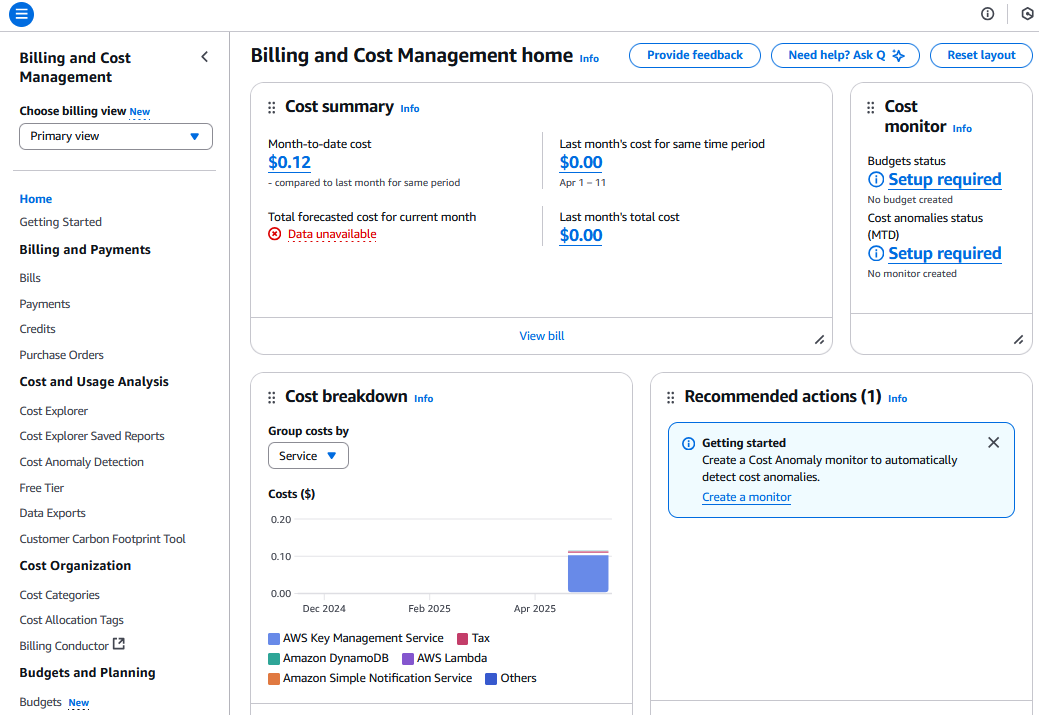 Billing and Cost
Management
Choose billing view New
Primary view
Home
Getting Started
Billing and Payments
Bills
Payments
Credits
Purchase Orders
Cost and Usage Analysis
Cost Explorer
Cost Explorer Saved Reports
Cost Anomaly Detection
Free Tier
Data Exports
Customer Carbon Footprint Tool
Cost Organization
Cost Categories
Cost Allocation Tags
Billing Conductor
Budgets and Planning
Budgets New
Billing and Cost Management home Info
Provide feedback
Need help? Ask Q
Reset layout
Cost summary Info
Month-to-date cost
$0.12
- compared to last month for same period
Last month's cost for same time period
$0.00
Apr 1 – 11
Total forecasted cost for current month
Data unavailable
Last month's total cost
$0.00
View bill
Cost
monitor Info
Budgets status
Setup required
No budget created
Cost anomalies status
(MTD)
Setup required
No monitor created
Cost breakdown Info
Group costs by
Service
Costs ($)
0.20
0.10
0.00
Dec 2024 Feb 2025 Apr 2025
AWS Key Management Service Tax
Amazon DynamoDB AWS Lambda
Amazon Simple Notification Service Others
Recommended actions (1) Info
Getting started
Create a Cost Anomaly monitor to automatically
detect cost anomalies.
Create a monitor